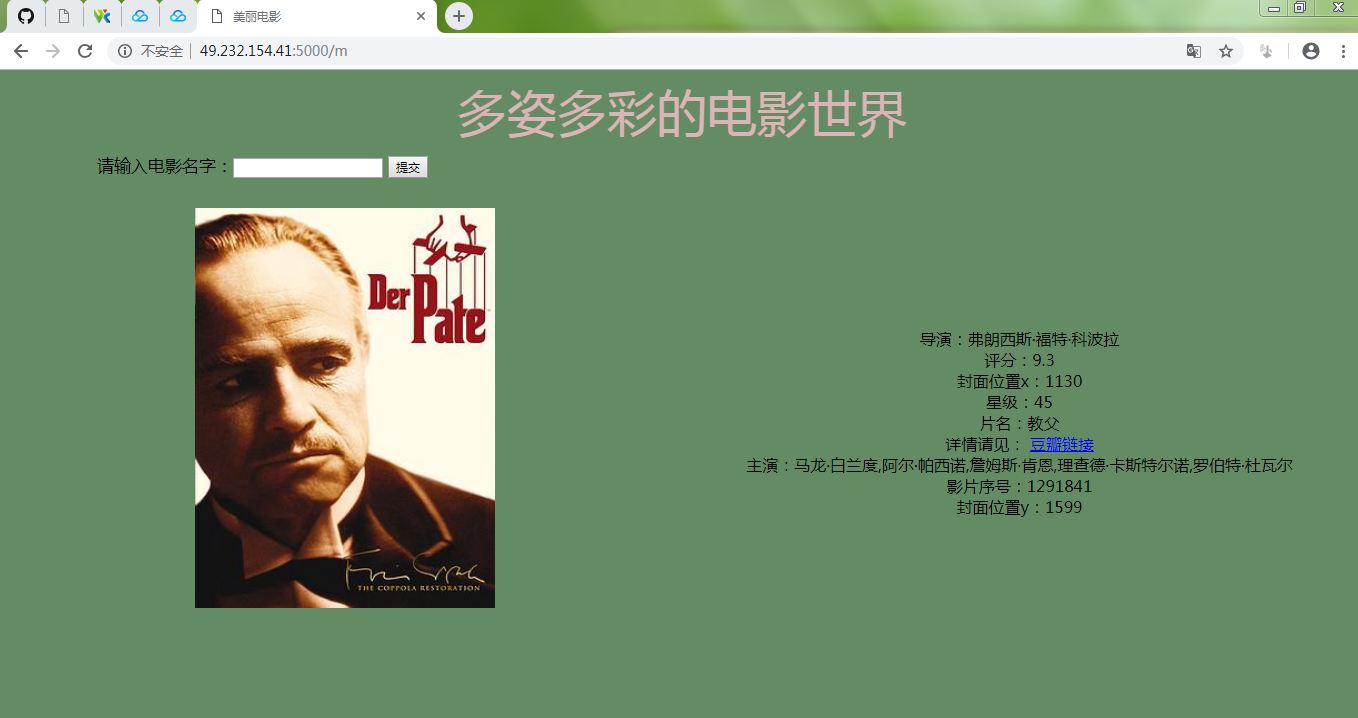 美丽电影
不安全 49.232.154.41:5000/m
多姿多彩的电影世界
请输入电影名字：
提交
Der
Pate
THE COPPOLA RESTORATION
导演：弗朗西斯·福特·科波拉
评分：9.3
封面位置x：1130
星级：45
片名：教父
详情请见： 豆瓣链接
主演：马龙·白兰度,阿尔·帕西诺,詹姆斯·肯恩,理查德·卡斯特尔诺,罗伯特·杜瓦尔
影片序号：1291841
封面位置y：1599